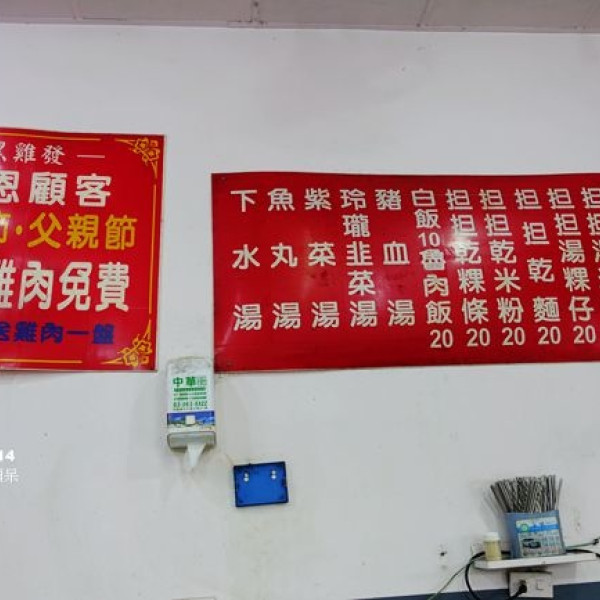 雞發
恩顧客
·父親節
雞肉免費
雞肉一盤
下水湯
魚丸湯
紫菜湯
玲瓏韭菜湯
豬血湯
白飯10魯肉飯20
担担乾粿條20
担担乾米粉20
担担乾麵20
担担湯粿仔20
中華
14